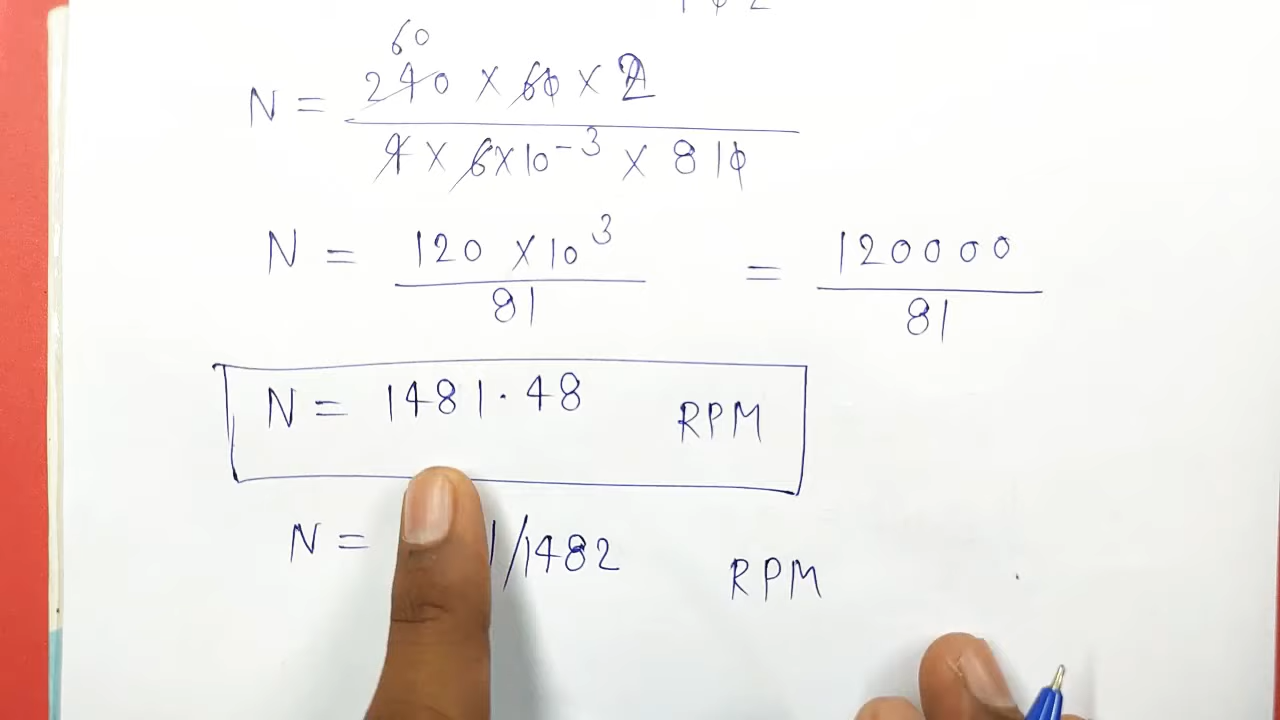 60
N = 240 × 60 × 2
4 × 6×10⁻³ × 810
N = 120 ×10³ / 81 = 120000 / 81
N = 1481.48 RPM
N = 1/1482 RPM